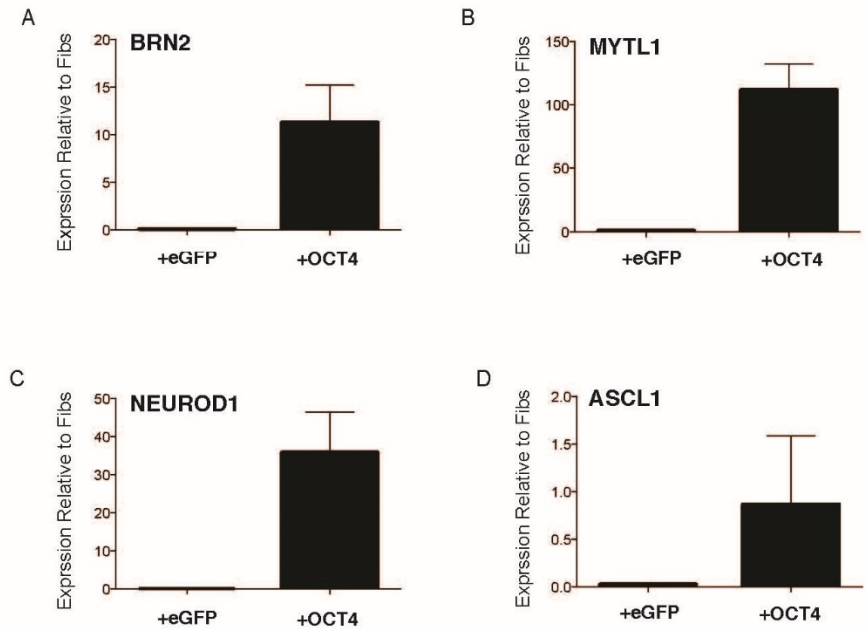 A
BRN2
Exprssion Relative to Fibs
20
15
10
5
0
+eGFP
+OCT4
B
MYTL1
Exprssion Relative to Fibs
150
100
50
0
+eGFP
+OCT4
C
NEUROD1
Exprssion Relative to Fibs
50
40
30
20
10
0
+eGFP
+OCT4
D
ASCL1
Exprssion Relative to Fibs
2.0
1.5
1.0
0.5
0.0
+eGFP
+OCT4